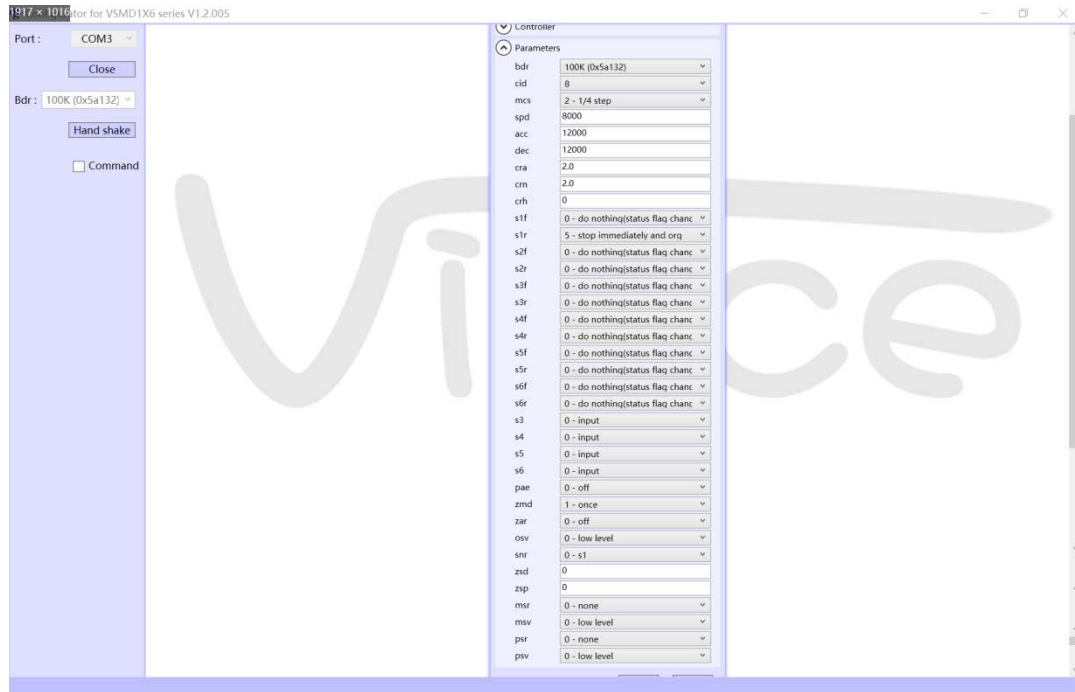 1917 × 1016
ator for VSMD1X6 series V1.2.005
Port : COM3
Close
Bdr : 100K (0x5a132)
Hand shake
Command
Controller
Parameters
bdr 100K (0x5a132)
cid 8
mcs 2 - 1/4 step
spd 8000
acc 12000
dec 12000
cra 2.0
crn 2.0
crh 0
s1f 0 - do nothing(status flag chanc
s1r 5 - stop immediately and org
s2f 0 - do nothing(status flag chanc
s2r 0 - do nothing(status flag chanc
s3f 0 - do nothing(status flag chanc
s3r 0 - do nothing(status flag chanc
s4f 0 - do nothing(status flag chanc
s4r 0 - do nothing(status flag chanc
s5f 0 - do nothing(status flag chanc
s5r 0 - do nothing(status flag chanc
s6f 0 - do nothing(status flag chanc
s6r 0 - do nothing(status flag chanc
s3 0 - input
s4 0 - input
s5 0 - input
s6 0 - input
pae 0 - off
zmd 1 - once
zar 0 - off
osv 0 - low level
snr 0 - s1
zsd 0
zsp 0
msr 0 - none
msv 0 - low level
psr 0 - none
psv 0 - low level